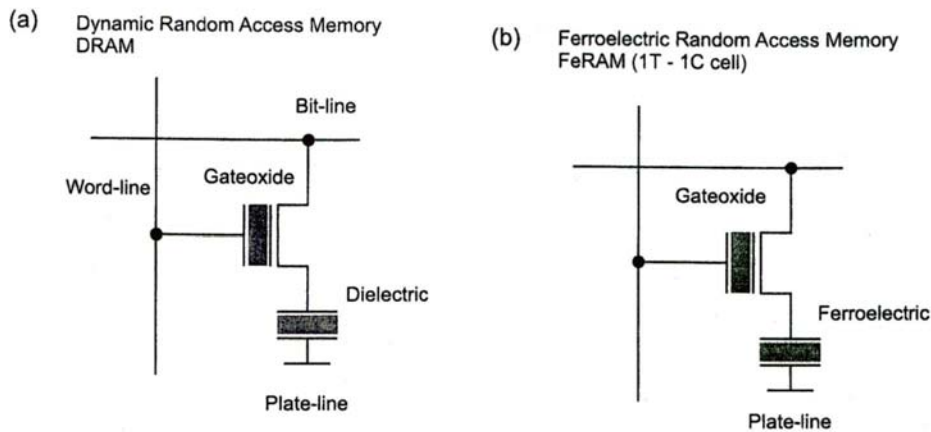 (a)
Dynamic Random Access Memory
DRAM
Bit-line
Word-line
Gateoxide
Dielectric
Plate-line
(b)
Ferroelectric Random Access Memory
FeRAM (1T - 1C cell)
Gateoxide
Ferroelectric
Plate-line